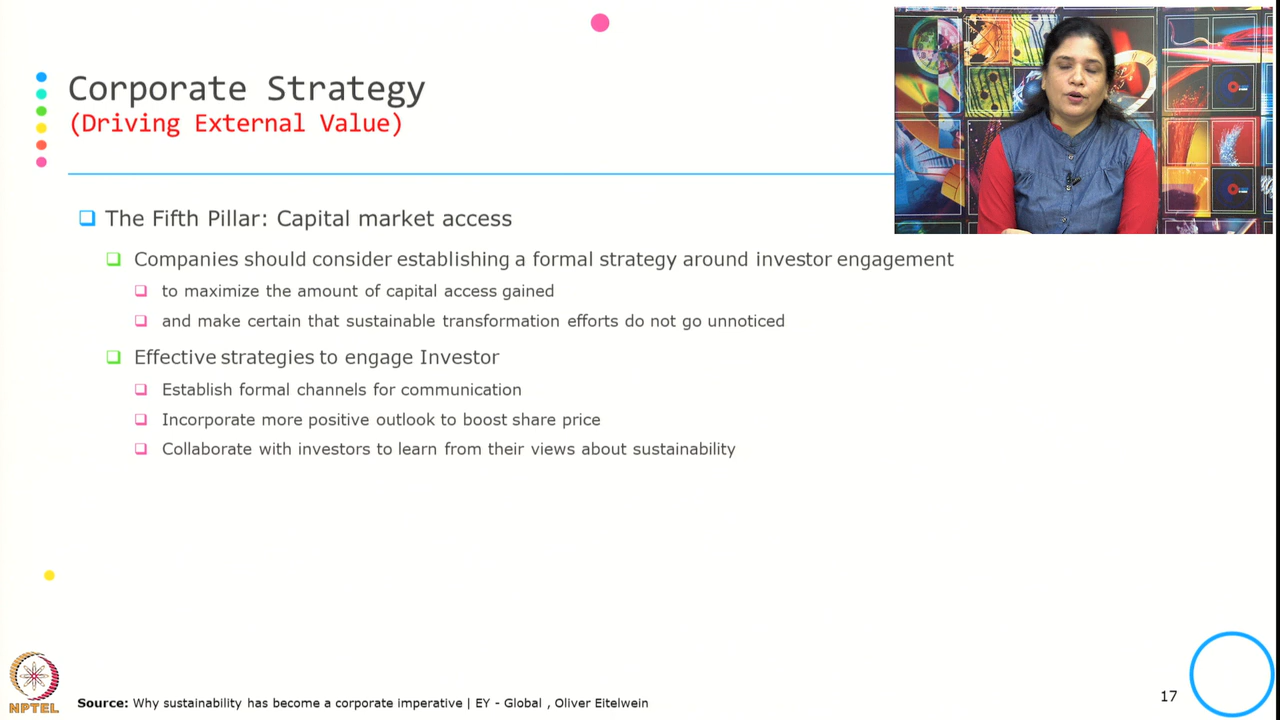 Corporate Strategy
(Driving External Value)
The Fifth Pillar: Capital market access
Companies should consider establishing a formal strategy around investor engagement
to maximize the amount of capital access gained
and make certain that sustainable transformation efforts do not go unnoticed
Effective strategies to engage Investor
Establish formal channels for communication
Incorporate more positive outlook to boost share price
Collaborate with investors to learn from their views about sustainability
NPTEL
Source: Why sustainability has become a corporate imperative | EY - Global , Oliver Eitelwein
17